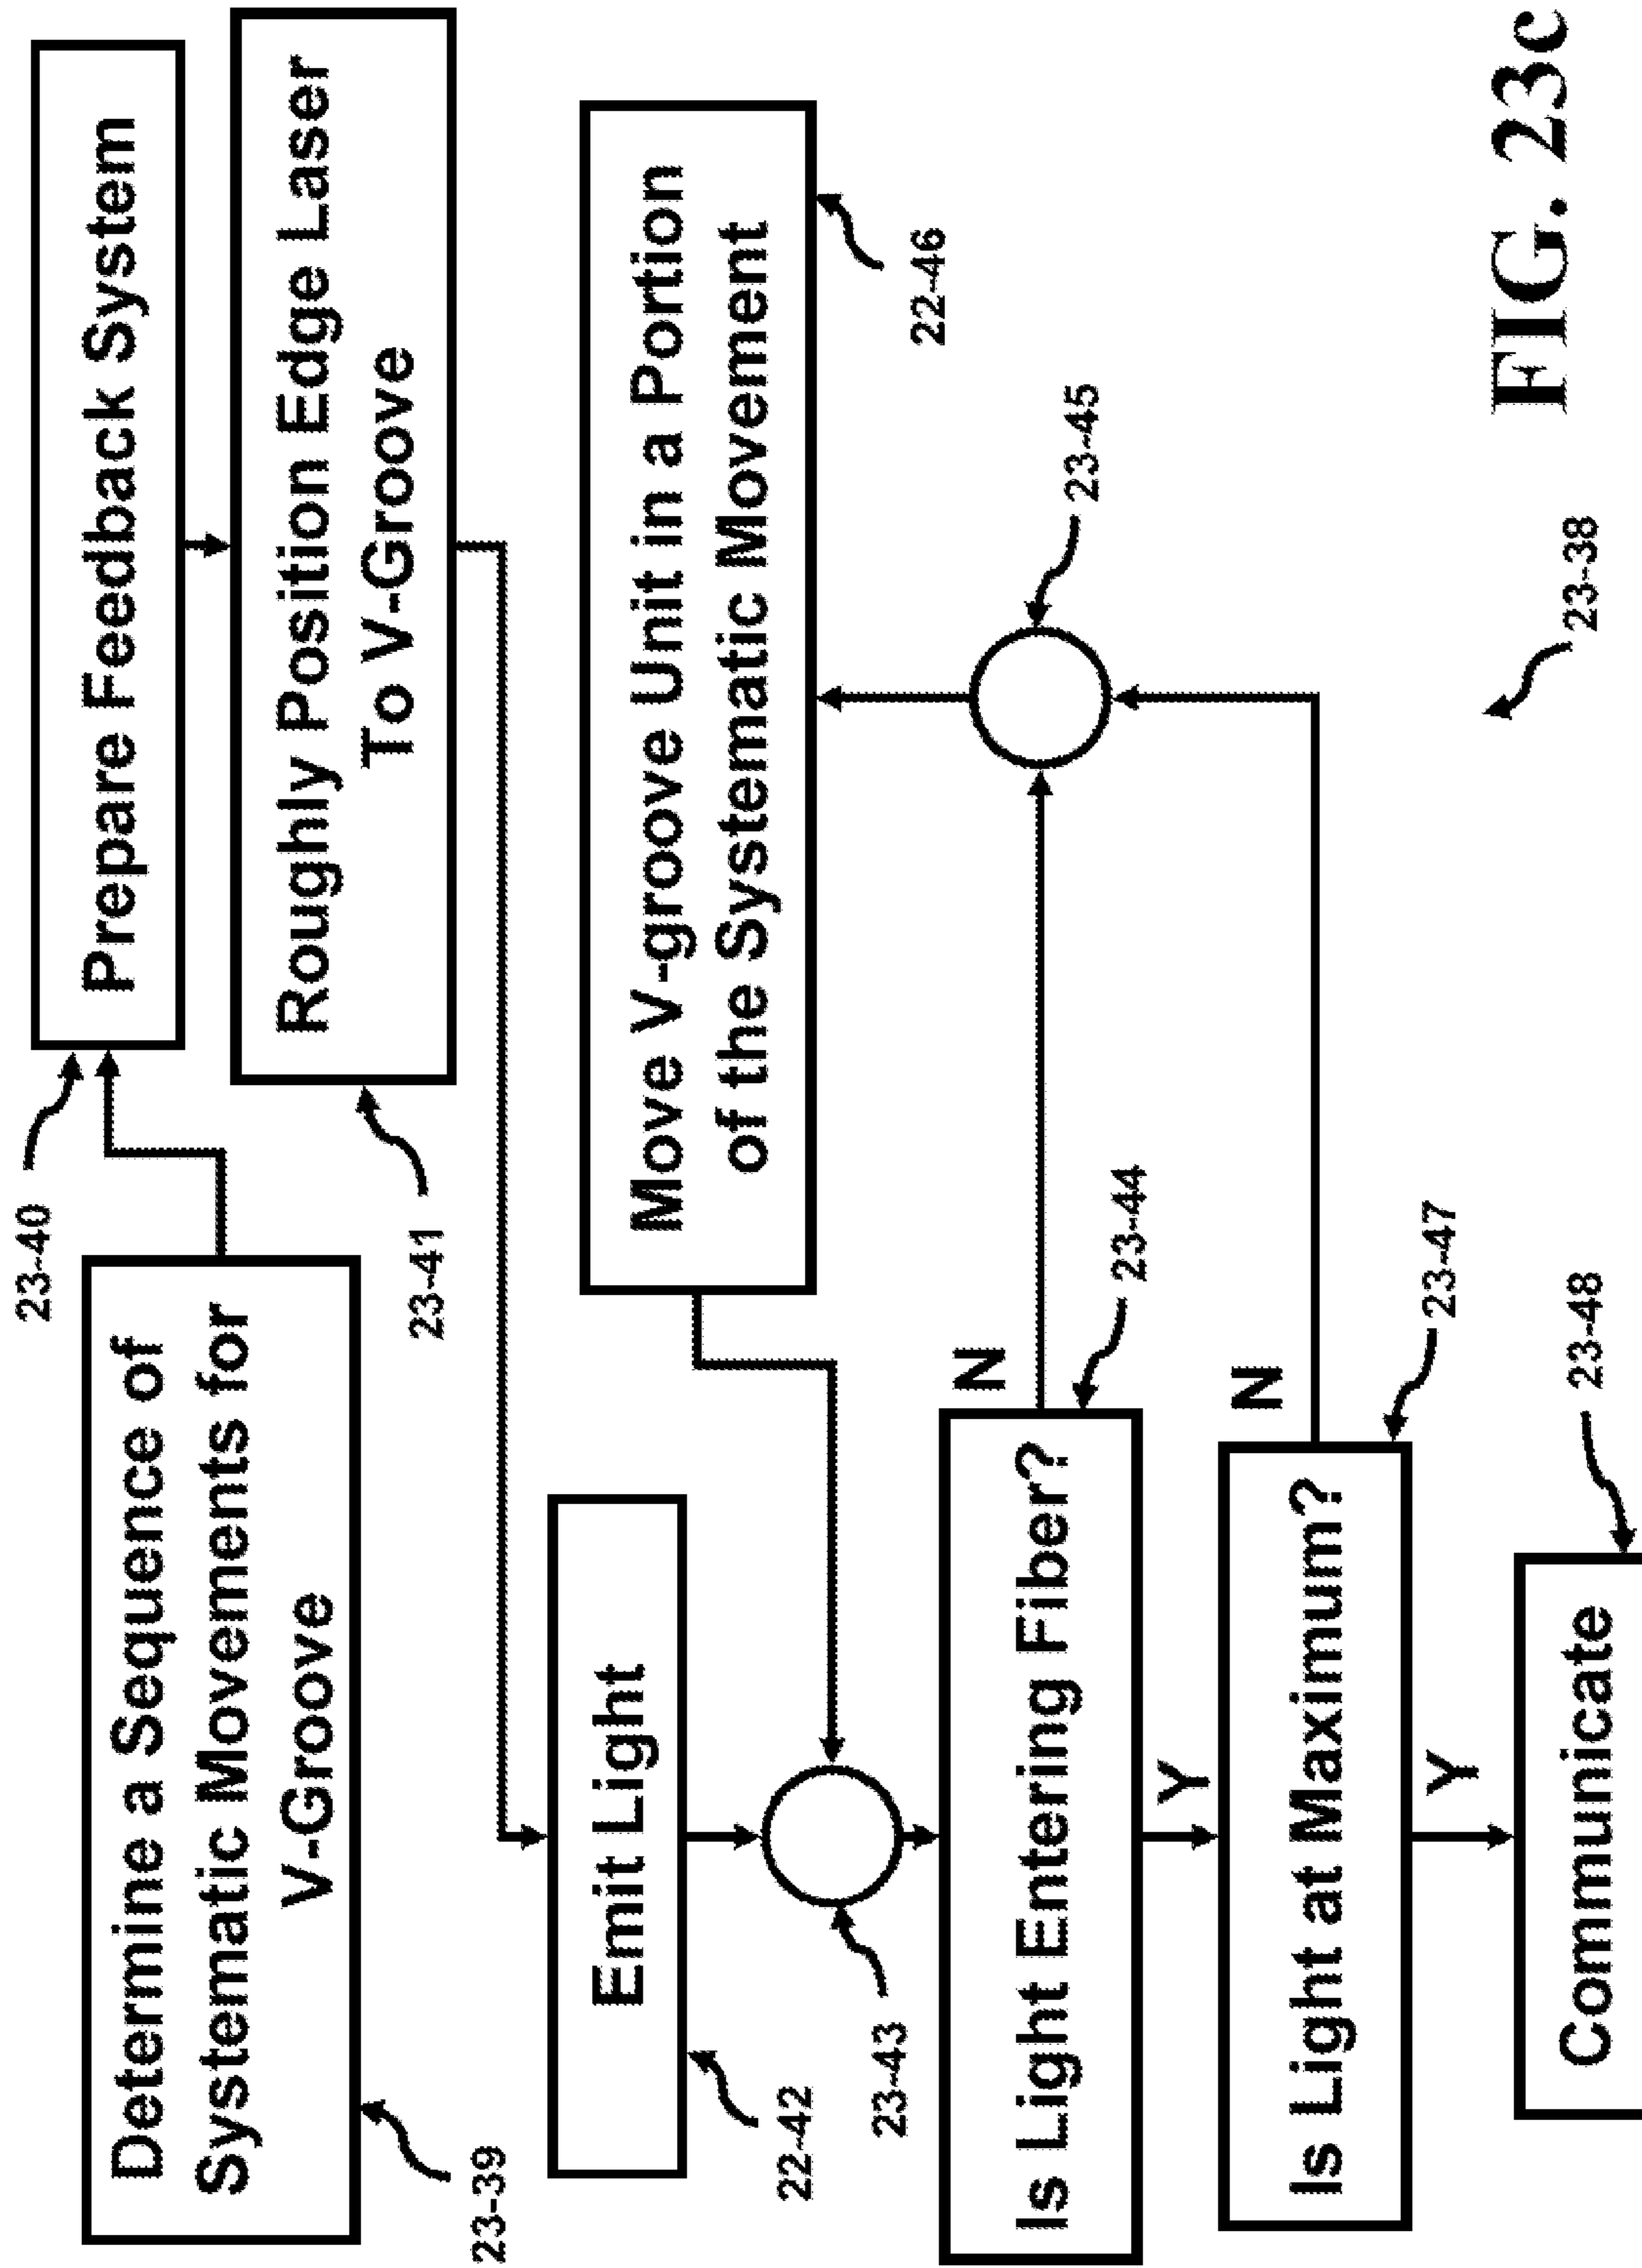 23-40
Prepare Feedback System
Determine a Sequence of
Systematic Movements for
V-Groove
23-39
Roughly Position Edge Laser
To V-Groove
23-41
Emit Light
22-42
Move V-groove Unit in a Portion
of the Systematic Movement
22-46
23-43
Is Light Entering Fiber?
N
23-44
23-45
Y
Is Light at Maximum?
N
23-47
Y
Communicate
23-48
23-38
FIG. 23c